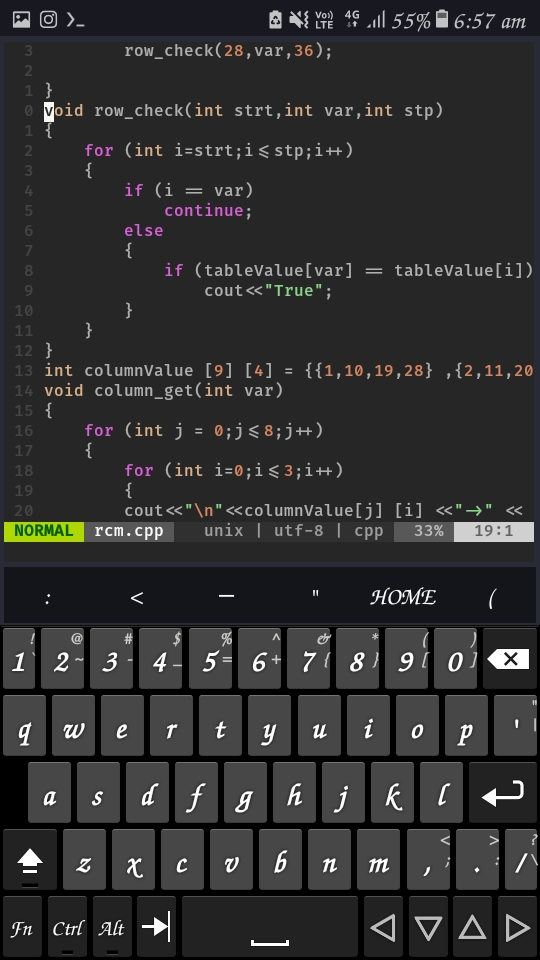 Vo)) LTE 4G 55% 6:57 am
3 row_check(28,var,36);
2
1 }
0 void row_check(int strt,int var,int stp)
1 {
2 for (int i=strt;i<=stp;i++)
3 {
4 if (i == var)
5 continue;
6 else
7 {
8 if (tableValue[var] == tableValue[i])
9 cout<<"True";
10 }
11 }
12 }
13 int columnValue [9] [4] = {{1,10,19,28} ,{2,11,20
14 void column_get(int var)
15 {
16 for (int j = 0;j<=8;j++)
17 {
18 for (int i=0;i<=3;i++)
19 {
20 cout<<"\n"<<columnValue[j] [i] <<"->" <<
NORMAL rcm.cpp unix | utf-8 | cpp 33% 19:1
: < — " HOME (
! @ # $ % ^ & * ( )
1 ` 2 ~ 3 - 4 _ 5 = 6 + 7 { 8 } 9 [ 0 ]
q w e r t y u i o p ' "
a s d f g h j k l
z x c v b n m , < ; . > : / ? \
Fn Ctrl Alt